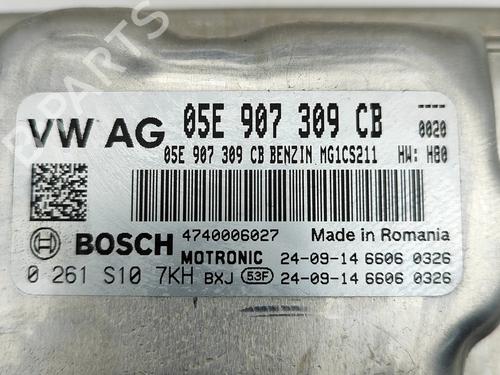 B PARTS
VW AG 05E 907 309 CB ----
0020
05E 907 309 CB BENZIN MG1CS211 HW: H80
BOSCH 4740006027 Made in Romania
MOTRONIC 24-09-14 6606 0326
0 261 S10 7KH BXJ 53F 24-09-14 6606 0326